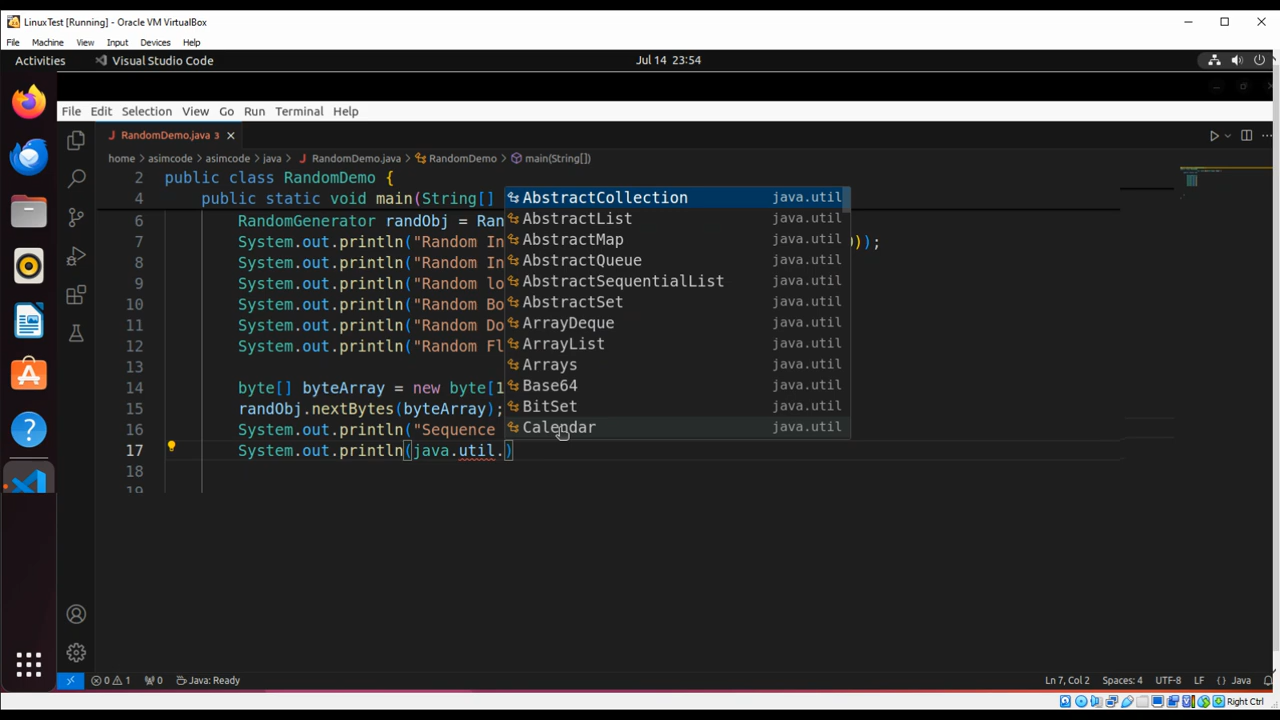 LinuxTest [Running] - Oracle VM VirtualBox
File Machine View Input Devices Help
Activities Visual Studio Code Jul 14 23:54
File Edit Selection View Go Run Terminal Help
RandomDemo.java 3
home > asimcode > asimcode > java > RandomDemo.java > RandomDemo > main(String[])
2 public class RandomDemo {
4 public static void main(String[]
6 RandomGenerator randObj = Ran
7 System.out.println("Random In ));
8 System.out.println("Random In
9 System.out.println("Random lo
10 System.out.println("Random Bo
11 System.out.println("Random Do
12 System.out.println("Random Fl
13
14 byte[] byteArray = new byte[1
15 randObj.nextBytes(byteArray);
16 System.out.println("Sequence
17 System.out.println(java.util.)
18
19
AbstractCollection java.util
AbstractList java.util
AbstractMap java.util
AbstractQueue java.util
AbstractSequentialList java.util
AbstractSet java.util
ArrayDeque java.util
ArrayList java.util
Arrays java.util
Base64 java.util
BitSet java.util
Calendar java.util
0 1 0 Java: Ready Ln 7, Col 2 Spaces: 4 UTF-8 LF {} Java
Right Ctrl